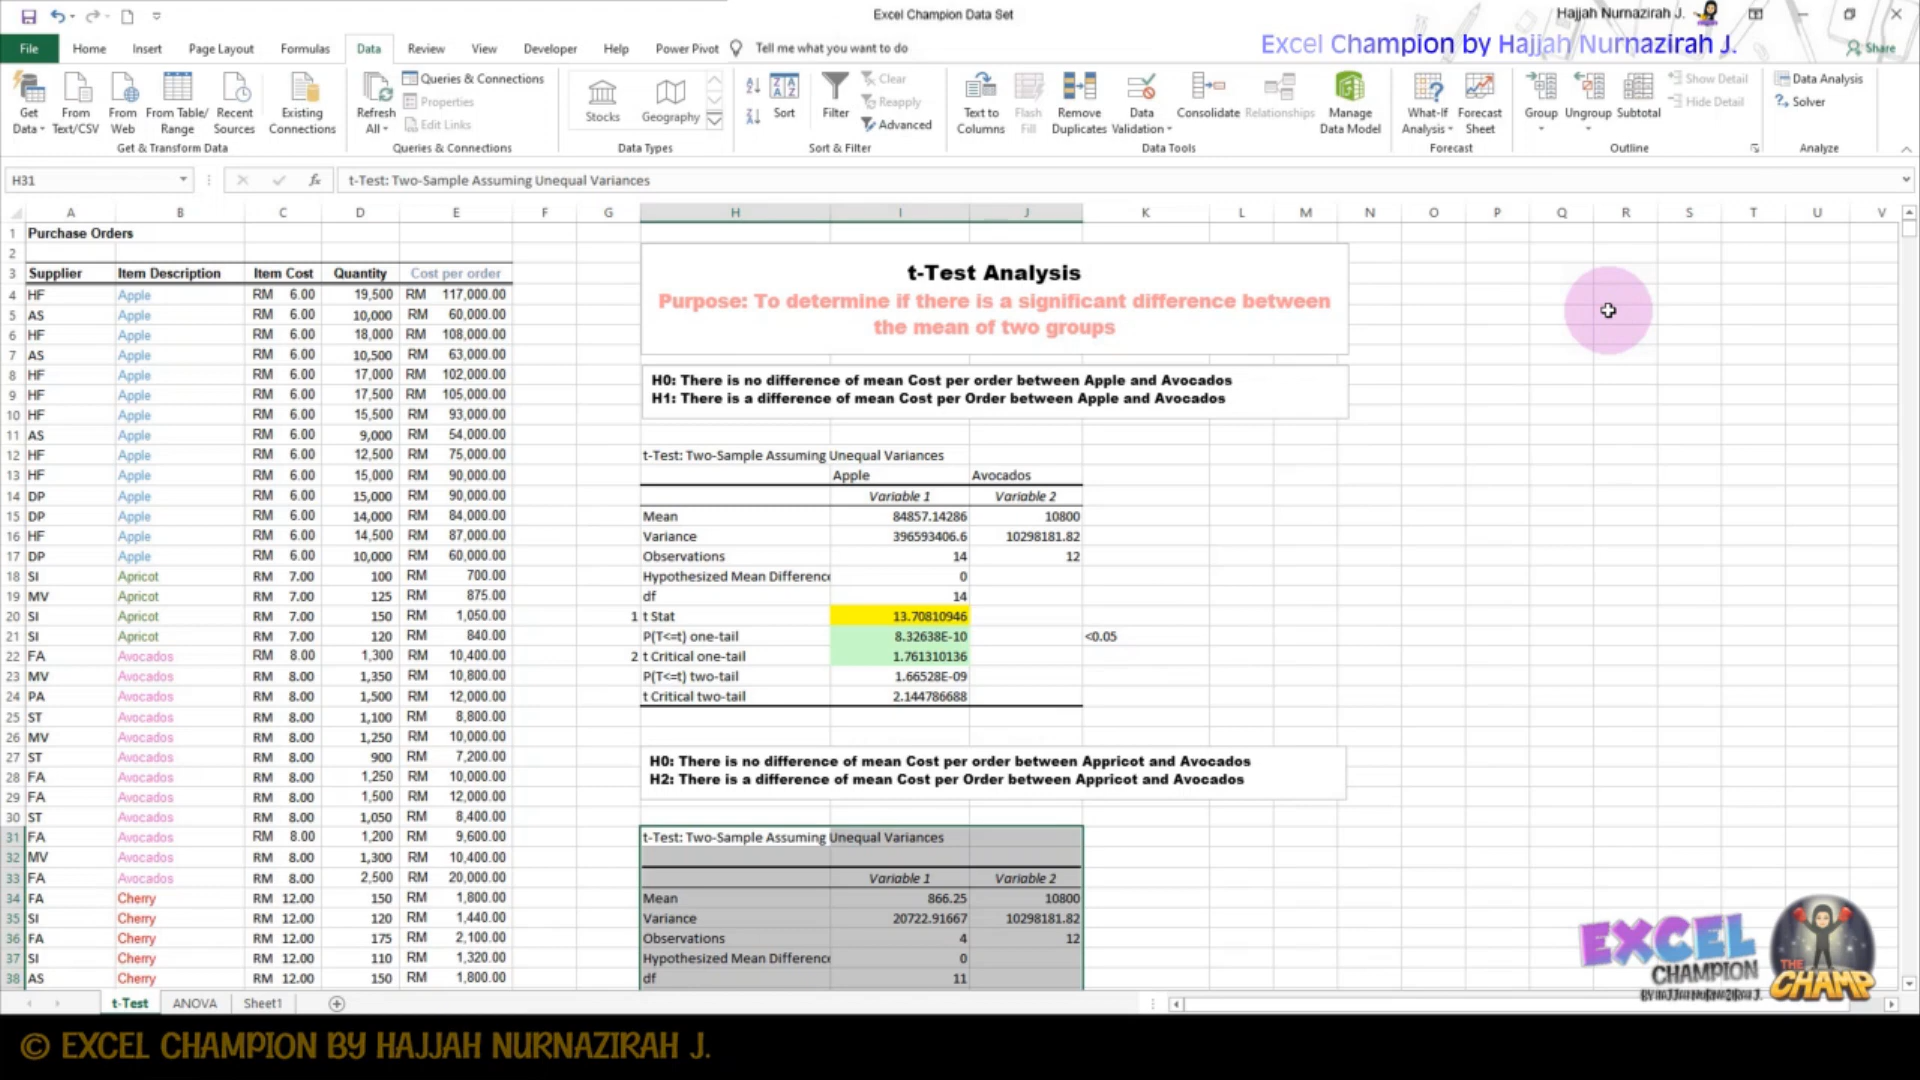 Excel Champion Data Set
Hajjah Nurnazirah J.
File Home Insert Page Layout Formulas Data Review View Developer Help Power Pivot Tell me what you want to do
Excel Champion by Hajjah Nurnazirah J.
Share
Get Data From Text/CSV From Web From Table/ Range Recent Sources Existing Connections
Get & Transform Data
Refresh All Queries & Connections Properties Edit Links
Queries & Connections
Stocks Geography
Data Types
Sort Filter Clear Reapply Advanced
Sort & Filter
Text to Columns Flash Fill Remove Duplicates Data Validation Consolidate Relationships Manage Data Model
Data Tools
What-If Analysis Forecast Sheet
Forecast
Group Ungroup Subtotal Show Detail Hide Detail
Outline
Data Analysis
Solver
Analyze
H31 fx t-Test: Two-Sample Assuming Unequal Variances
A B C D E F G H I J K L M N O P Q R S T U V
1 Purchase Orders
2
3 Supplier Item Description Item Cost Quantity Cost per order
4 HF Apple RM 6.00 19,500 RM 117,000.00
5 AS Apple RM 6.00 10,000 RM 60,000.00
6 HF Apple RM 6.00 18,000 RM 108,000.00
7 AS Apple RM 6.00 10,500 RM 63,000.00
8 HF Apple RM 6.00 17,000 RM 102,000.00
9 HF Apple RM 6.00 17,500 RM 105,000.00
10 HF Apple RM 6.00 15,500 RM 93,000.00
11 AS Apple RM 6.00 9,000 RM 54,000.00
12 HF Apple RM 6.00 12,500 RM 75,000.00
13 HF Apple RM 6.00 15,000 RM 90,000.00
14 DP Apple RM 6.00 15,000 RM 90,000.00
15 DP Apple RM 6.00 14,000 RM 84,000.00
16 HF Apple RM 6.00 14,500 RM 87,000.00
17 DP Apple RM 6.00 10,000 RM 60,000.00
18 SI Apricot RM 7.00 100 RM 700.00
19 MV Apricot RM 7.00 125 RM 875.00
20 SI Apricot RM 7.00 150 RM 1,050.00
21 SI Apricot RM 7.00 120 RM 840.00
22 FA Avocados RM 8.00 1,300 RM 10,400.00
23 MV Avocados RM 8.00 1,350 RM 10,800.00
24 PA Avocados RM 8.00 1,500 RM 12,000.00
25 ST Avocados RM 8.00 1,100 RM 8,800.00
26 MV Avocados RM 8.00 1,250 RM 10,000.00
27 ST Avocados RM 8.00 900 RM 7,200.00
28 FA Avocados RM 8.00 1,250 RM 10,000.00
29 FA Avocados RM 8.00 1,500 RM 12,000.00
30 ST Avocados RM 8.00 1,050 RM 8,400.00
31 FA Avocados RM 8.00 1,200 RM 9,600.00
32 MV Avocados RM 8.00 1,300 RM 10,400.00
33 FA Avocados RM 8.00 2,500 RM 20,000.00
34 FA Cherry RM 12.00 150 RM 1,800.00
35 SI Cherry RM 12.00 120 RM 1,440.00
36 FA Cherry RM 12.00 175 RM 2,100.00
37 SI Cherry RM 12.00 110 RM 1,320.00
38 AS Cherry RM 12.00 150 RM 1,800.00
t-Test Analysis
Purpose: To determine if there is a significant difference between
the mean of two groups
H0: There is no difference of mean Cost per order between Apple and Avocados
H1: There is a difference of mean Cost per Order between Apple and Avocados
t-Test: Two-Sample Assuming Unequal Variances
Apple Avocados
Variable 1 Variable 2
Mean 84857.14286 10800
Variance 396593406.6 10298181.82
Observations 14 12
Hypothesized Mean Difference 0
df 14
1 t Stat 13.70810946
P(T<=t) one-tail 8.32638E-10 <0.05
2 t Critical one-tail 1.761310136
P(T<=t) two-tail 1.66528E-09
t Critical two-tail 2.144786688
H0: There is no difference of mean Cost per order between Appricot and Avocados
H2: There is a difference of mean Cost per Order between Appricot and Avocados
t-Test: Two-Sample Assuming Unequal Variances
Variable 1 Variable 2
Mean 866.25 10800
Variance 20722.91667 10298181.82
Observations 4 12
Hypothesized Mean Difference 0
df 11
EXCEL
CHAMPION
BY HAJJAH NURNAZIRAH J.
THE
CHAMP
t-Test ANOVA Sheet1
© EXCEL CHAMPION BY HAJJAH NURNAZIRAH J.